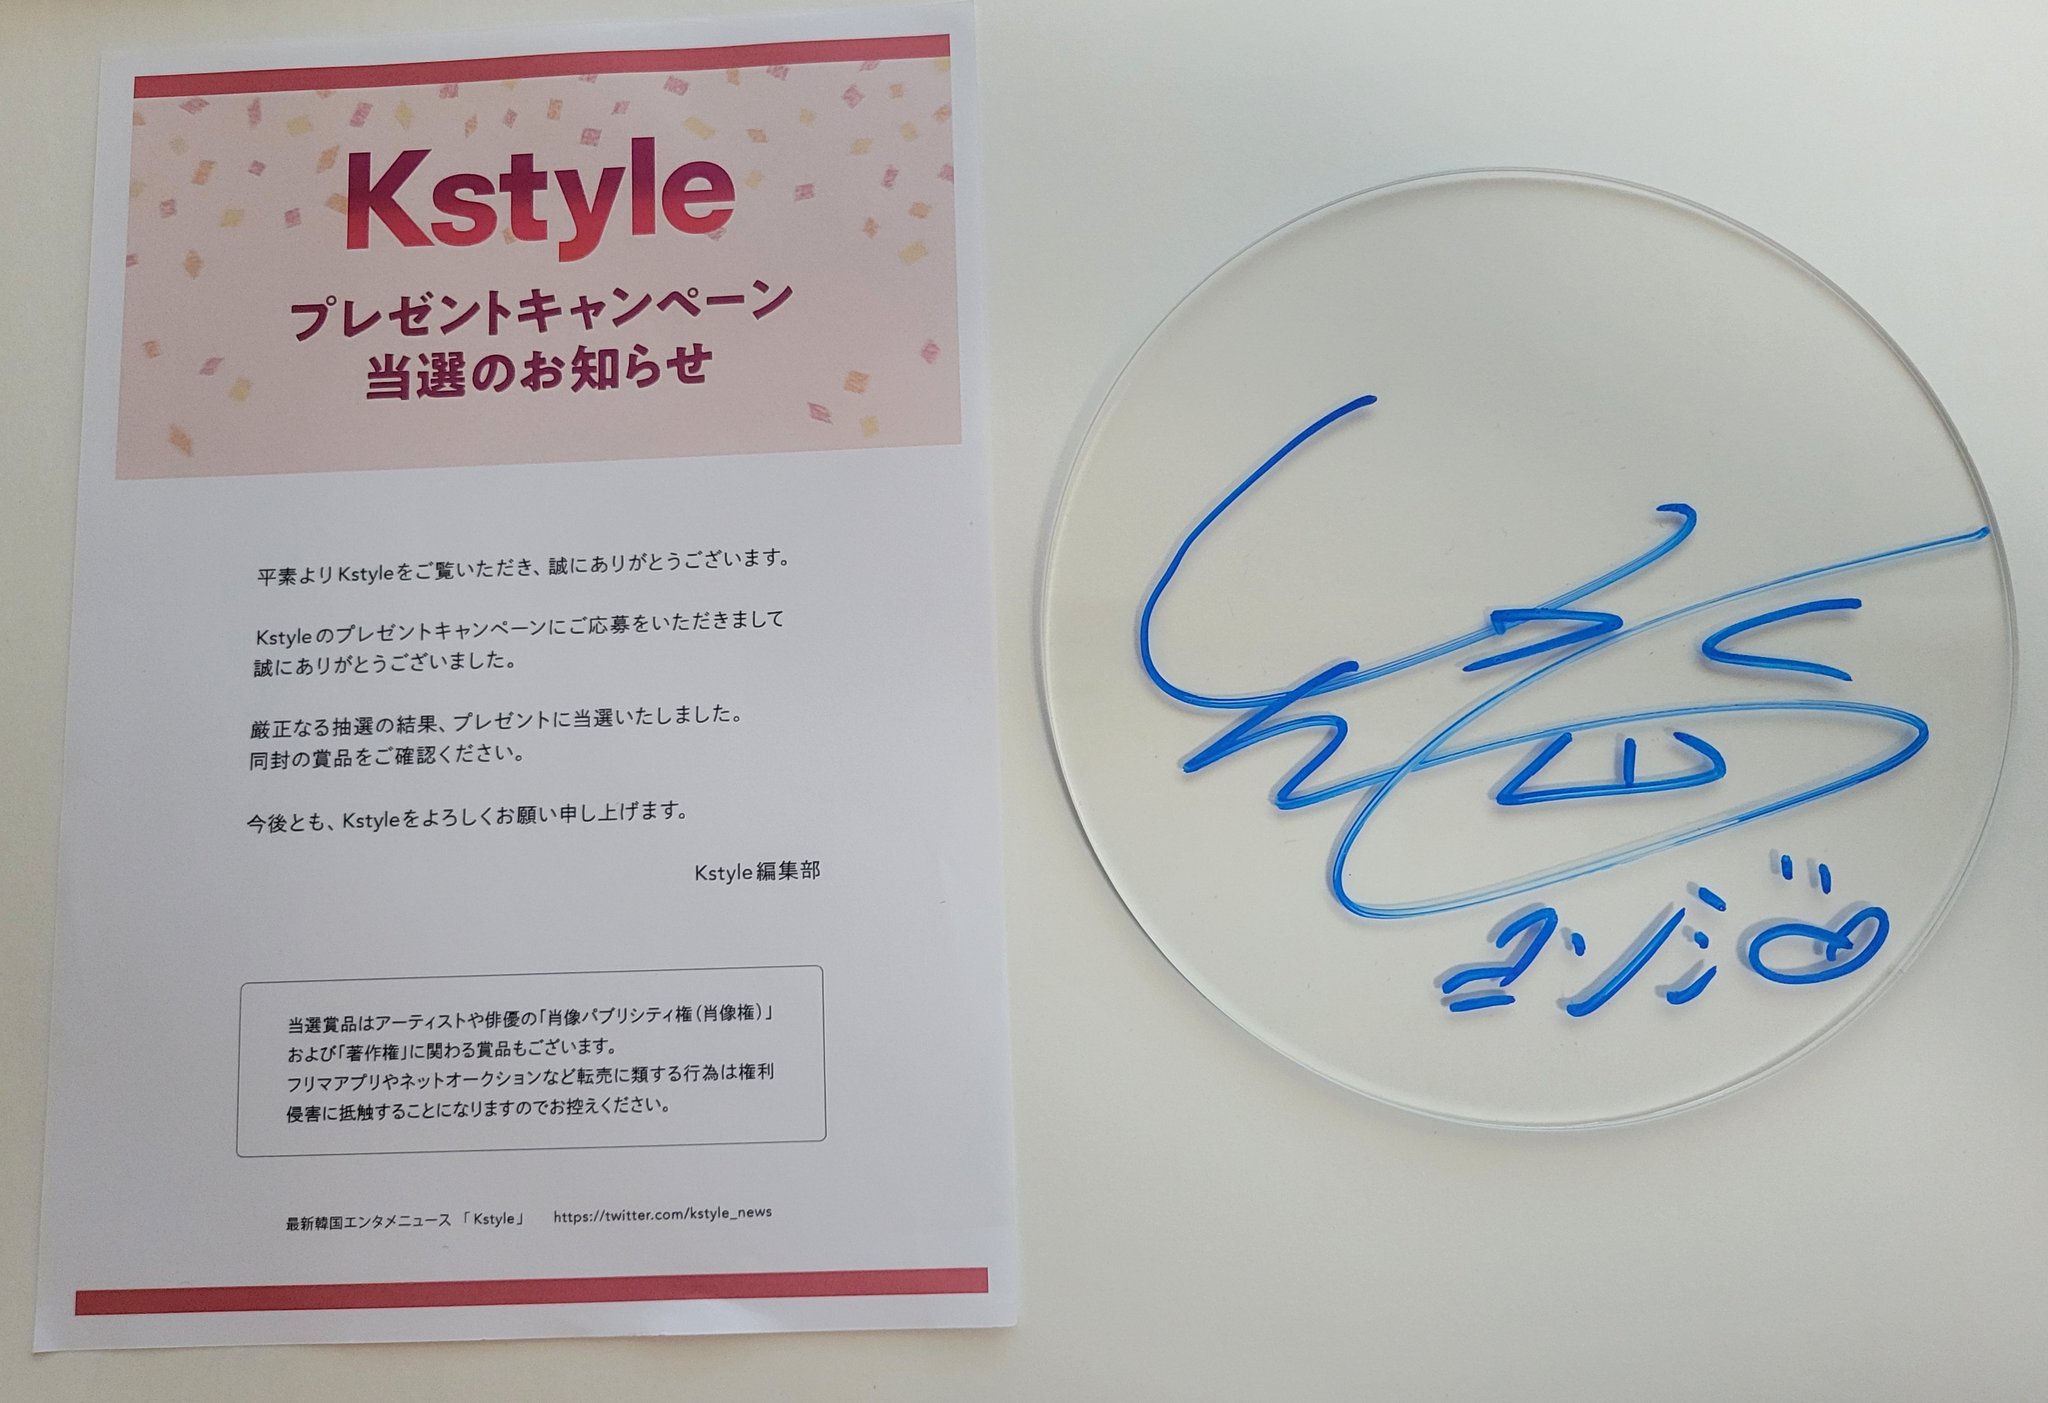 Kstyle
プレゼントキャンペーン
当選のお知らせ
平素よりKstyleをご覧いただき、誠にありがとうございます。
Kstyleのプレゼントキャンペーンにご応募をいただきまして
誠にありがとうございました。
厳正なる抽選の結果、プレゼントに当選いたしました。
同封の賞品をご確認ください。
今後とも、Kstyleをよろしくお願い申し上げます。
Kstyle編集部
当選賞品はアーティストや俳優の「肖像パブリシティ権(肖像権)」
および「著作権」に関わる賞品もございます。
フリマアプリやネットオークションなど転売に類する行為は権利
侵害に抵触することになりますのでお控えください。
最新韓国エンタメニュース 「Kstyle」 https://twitter.com/kstyle_news